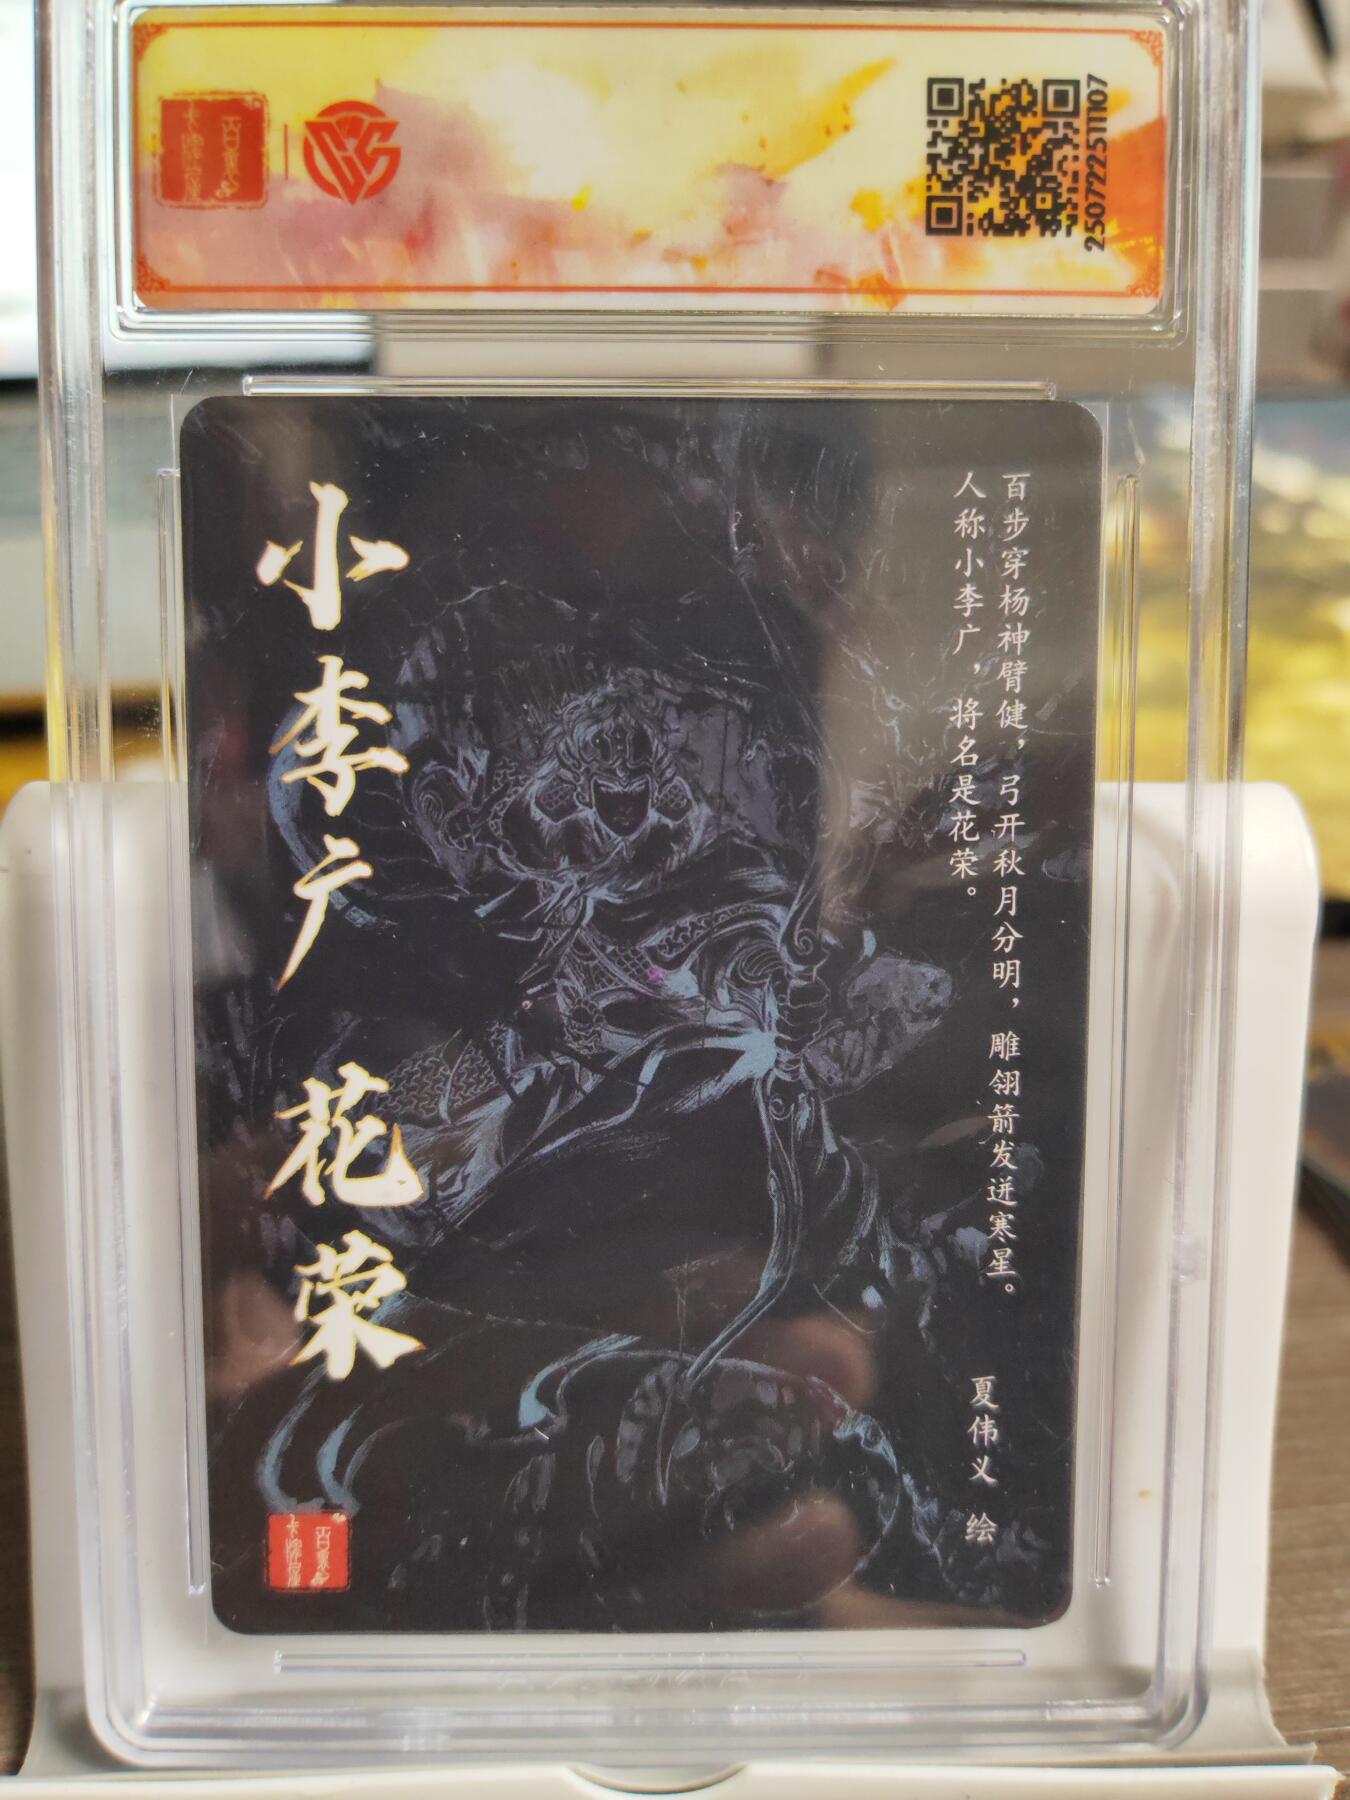 250722511107
小李广 花荣
百步穿杨神臂健，弓开秋月分明，雕翎箭发迸寒星。
人称小李广，将名是花荣。
夏伟义 绘